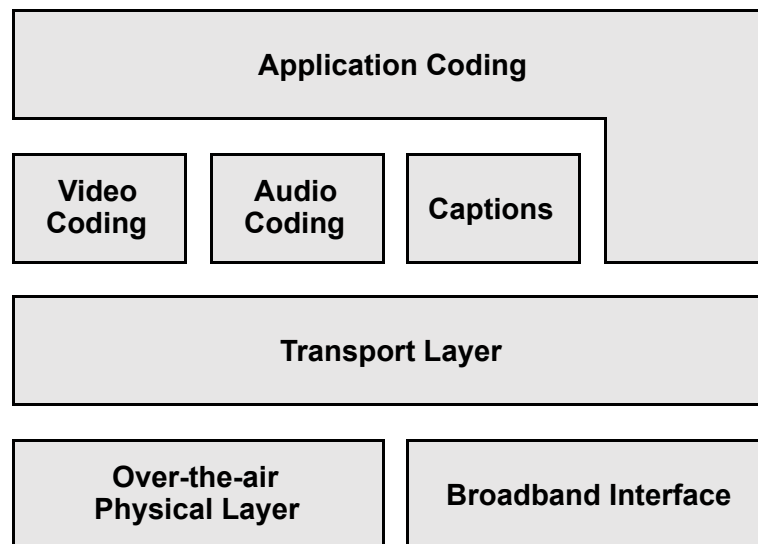 Application Coding
Video
Coding
Audio
Coding
Captions
Transport Layer
Over-the-air
Physical Layer
Broadband Interface